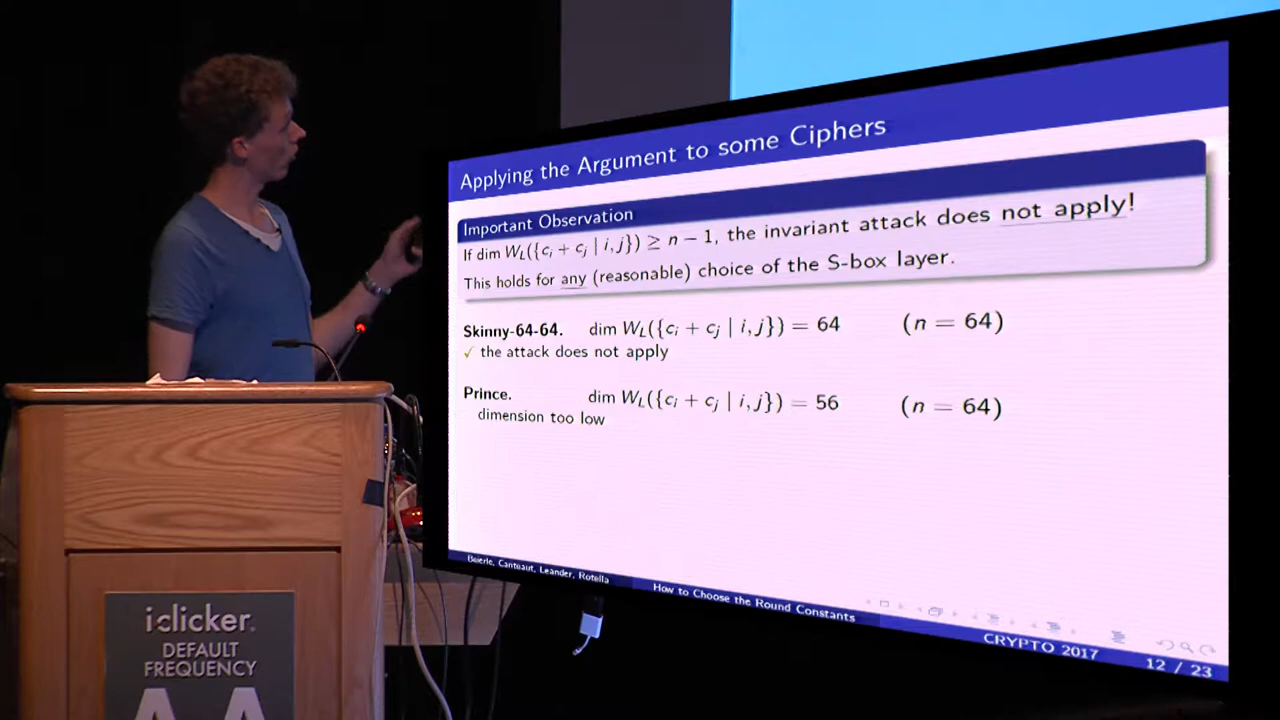 Applying the Argument to some Ciphers
Important Observation
If dim W_L({c_i + c_j | i, j}) ≥ n − 1, the invariant attack does not apply!
This holds for any (reasonable) choice of the S-box layer.
Skinny-64-64. dim W_L({c_i + c_j | i, j}) = 64 (n = 64)
✓ the attack does not apply
Prince. dim W_L({c_i + c_j | i, j}) = 56 (n = 64)
dimension too low
Beierle, Canteaut, Leander, Rotella
How to Choose the Round Constants
CRYPTO 2017
12 / 23
iclicker.
DEFAULT
FREQUENCY
AA